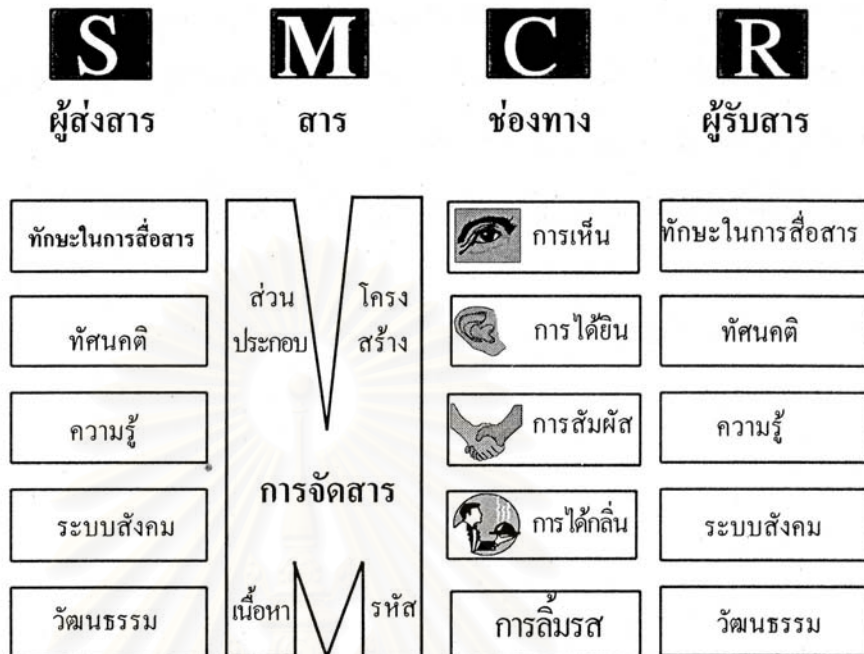 S M C R
ผู้ส่งสาร สาร ช่องทาง ผู้รับสาร
ทักษะในการสื่อสาร
ทัศนคติ
ความรู้
ระบบสังคม
วัฒนธรรม
ส่วน
ประกอบ
โครง
สร้าง
การจัดสาร
เนื้อหา
รหัส
การเห็น
การได้ยิน
การสัมผัส
การได้กลิ่น
การลิ้มรส
ทักษะในการสื่อสาร
ทัศนคติ
ความรู้
ระบบสังคม
วัฒนธรรม